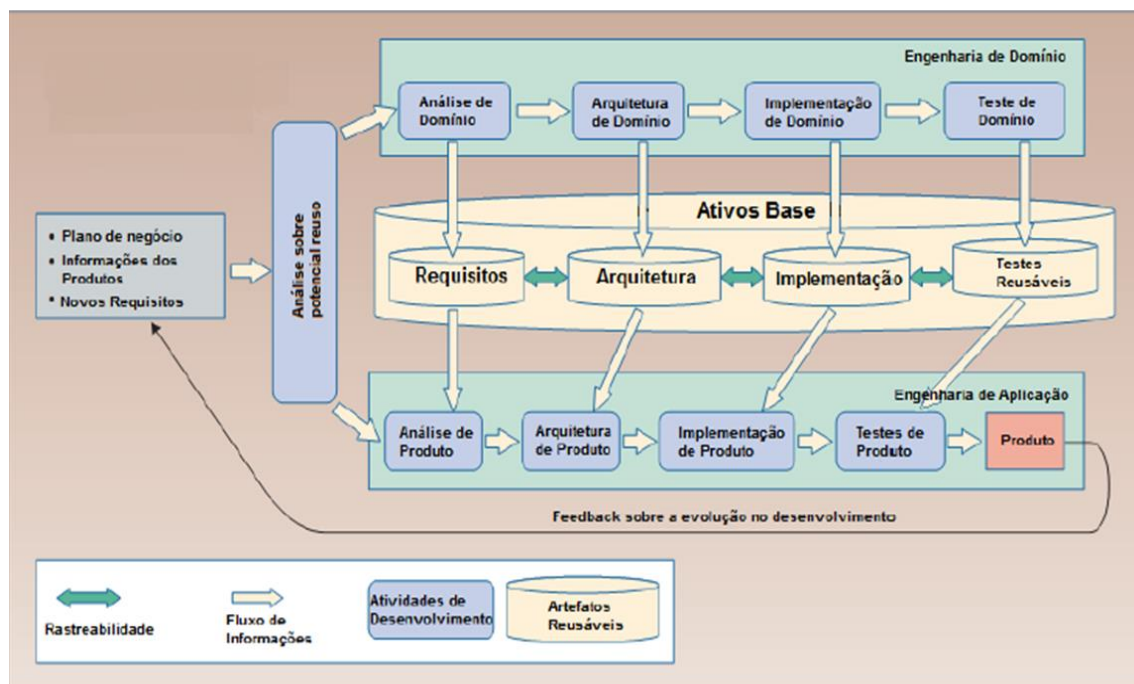 Engenharia de Domínio
Análise de
Domínio
Arquitetura
de Domínio
Implementação
de Domínio
Teste de
Domínio
Análise sobre
potencial reuso
• Plano de negócio
• Informações dos
Produtos
* Novos Requisitos
Ativos Base
Requisitos
Arquitetura
Implementação
Testes
Reusáveis
Engenharia de Aplicação
Análise de
Produto
Arquitetura
de Produto
Implementação
de Produto
Testes de
Produto
Produto
Feedback sobre a evolução no desenvolvimento
Rastreabilidade
Fluxo de
Informações
Atividades de
Desenvolvimento
Artefatos
Reusáveis